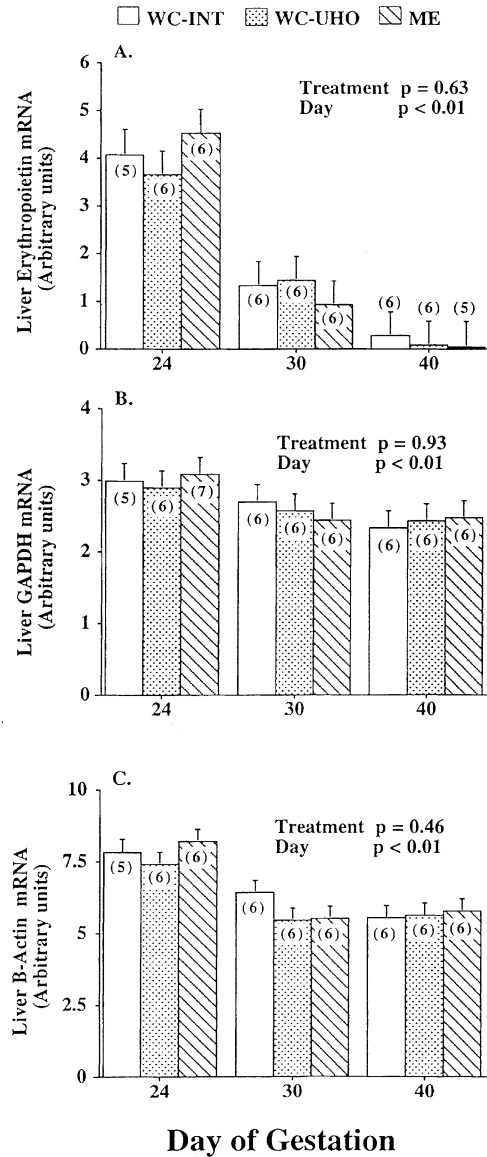 WC-INT WC-UHO ME
A.
Treatment p = 0.63
Day p < 0.01
Liver Erythropoietin mRNA
(Arbitrary units)
6
5
4
3
2
1
0
(5) (6) (6)
(6) (6) (6)
(6) (6) (5)
24 30 40
B.
Treatment p = 0.93
Day p < 0.01
Liver GAPDH mRNA
(Arbitrary units)
4
3
2
1
0
(5) (6) (7)
(6) (6) (6)
(6) (6) (6)
24 30 40
C.
Treatment p = 0.46
Day p < 0.01
Liver B-Actin mRNA
(Arbitrary units)
10
7.5
5
2.5
0
(5) (6) (6)
(6) (6) (6)
(6) (6) (6)
24 30 40
Day of Gestation